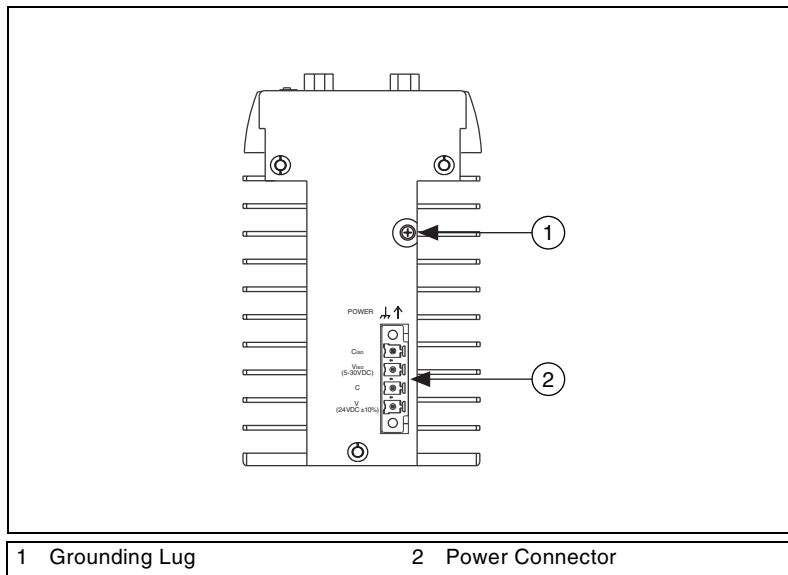 1
POWER
CISO
VISO
(5-30VDC)
C
V
(24VDC ±10%)
2
1 Grounding Lug 2 Power Connector